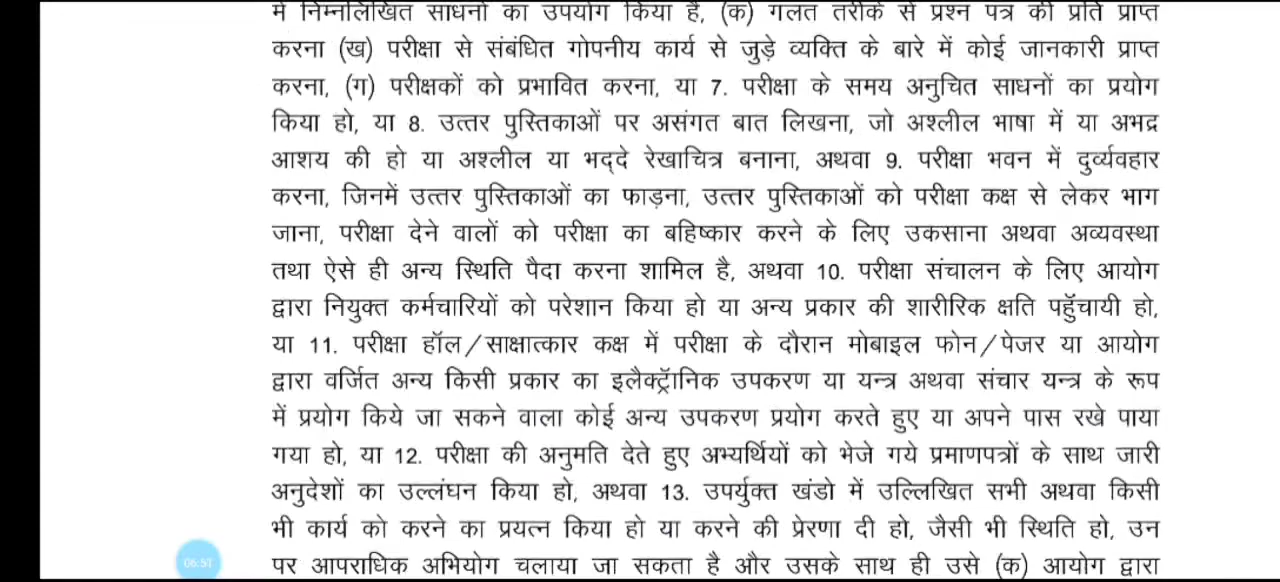 में निम्नलिखित साधनों का उपयोग किया है, (क) गलत तरीके से प्रश्न पत्र की प्रति प्राप्त
करना (ख) परीक्षा से संबंधित गोपनीय कार्य से जुड़े व्यक्ति के बारे में कोई जानकारी प्राप्त
करना, (ग) परीक्षकों को प्रभावित करना, या 7. परीक्षा के समय अनुचित साधनों का प्रयोग
किया हो, या 8. उत्तर पुस्तिकाओं पर असंगत बात लिखना, जो अश्लील भाषा में या अभद्र
आशय की हो या अश्लील या भद्‌दे रेखाचित्र बनाना, अथवा 9. परीक्षा भवन में दुर्व्यवहार
करना, जिनमें उत्तर पुस्तिकाओं का फाड़ना, उत्तर पुस्तिकाओं को परीक्षा कक्ष से लेकर भाग
जाना, परीक्षा देने वालों को परीक्षा का बहिष्कार करने के लिए उकसाना अथवा अव्यवस्था
तथा ऐसे ही अन्य स्थिति पैदा करना शामिल है, अथवा 10. परीक्षा संचालन के लिए आयोग
द्वारा नियुक्त कर्मचारियों को परेशान किया हो या अन्य प्रकार की शारीरिक क्षति पहुँचायी हो,
या 11. परीक्षा हॉल/साक्षात्कार कक्ष में परीक्षा के दौरान मोबाइल फोन/पेजर या आयोग
द्वारा वर्जित अन्य किसी प्रकार का इलैक्ट्रॅानिक उपकरण या यन्त्र अथवा संचार यन्त्र के रूप
में प्रयोग किये जा सकने वाला कोई अन्य उपकरण प्रयोग करते हुए या अपने पास रखे पाया
गया हो, या 12. परीक्षा की अनुमति देते हुए अभ्यर्थियों को भेजे गये प्रमाणपत्रों के साथ जारी
अनुदेशों का उल्लंघन किया हो, अथवा 13. उपर्युक्त खंडो में उल्लिखित सभी अथवा किसी
भी कार्य को करने का प्रयत्न किया हो या करने की प्रेरणा दी हो, जैसी भी स्थिति हो, उन
पर आपराधिक अभियोग चलाया जा सकता है और उसके साथ ही उसे (क) आयोग द्वारा
06:57